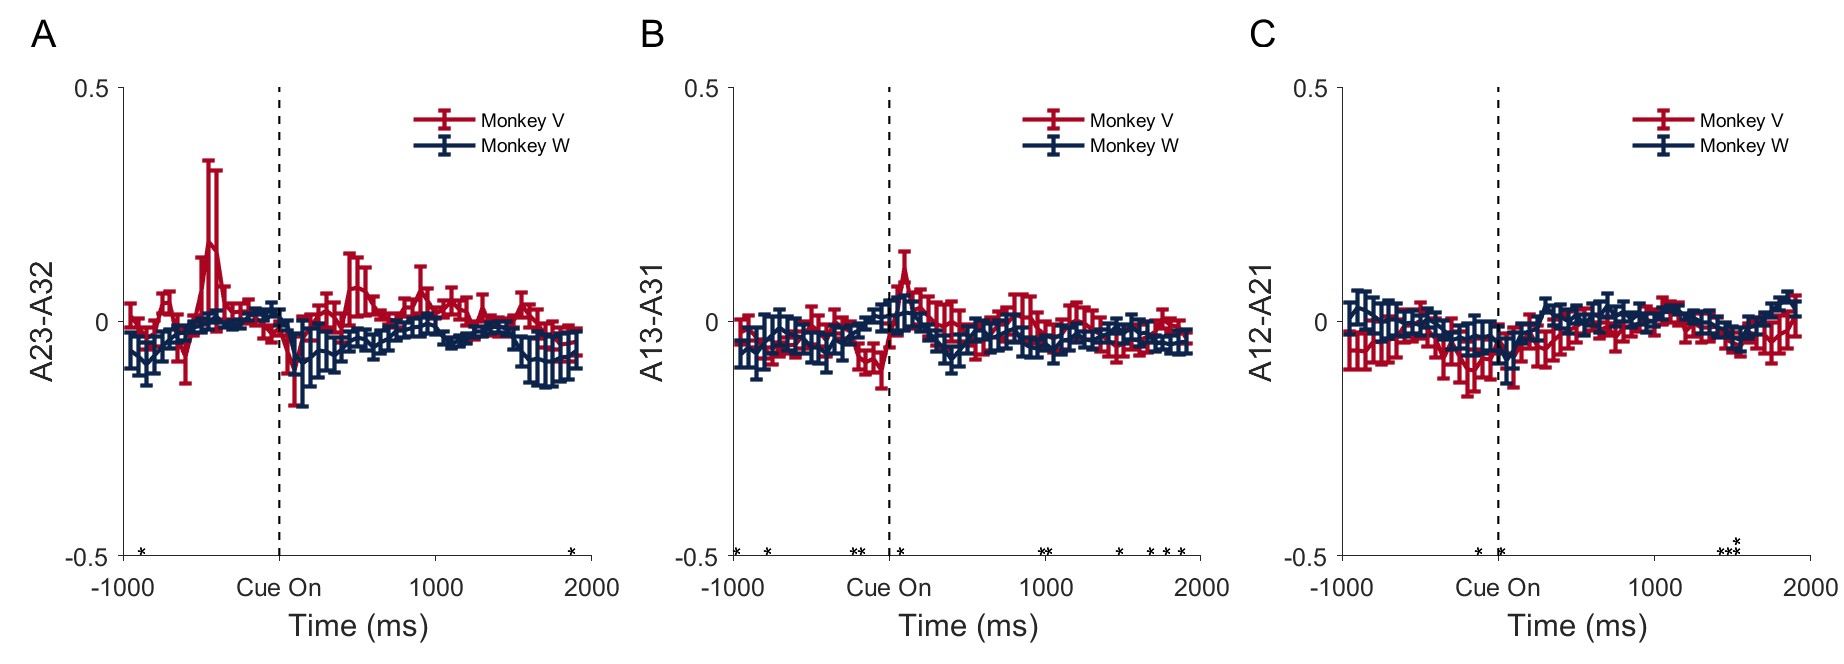 A
0.5
0
-0.5
A23-A32
Monkey V
Monkey W
* *
-1000 Cue On 1000 2000
Time (ms)
B
0.5
0
-0.5
A13-A31
Monkey V
Monkey W
* * ** * ** * * * *
-1000 Cue On 1000 2000
Time (ms)
C
0.5
0
-0.5
A12-A21
Monkey V
Monkey W
*
* * ***
-1000 Cue On 1000 2000
Time (ms)